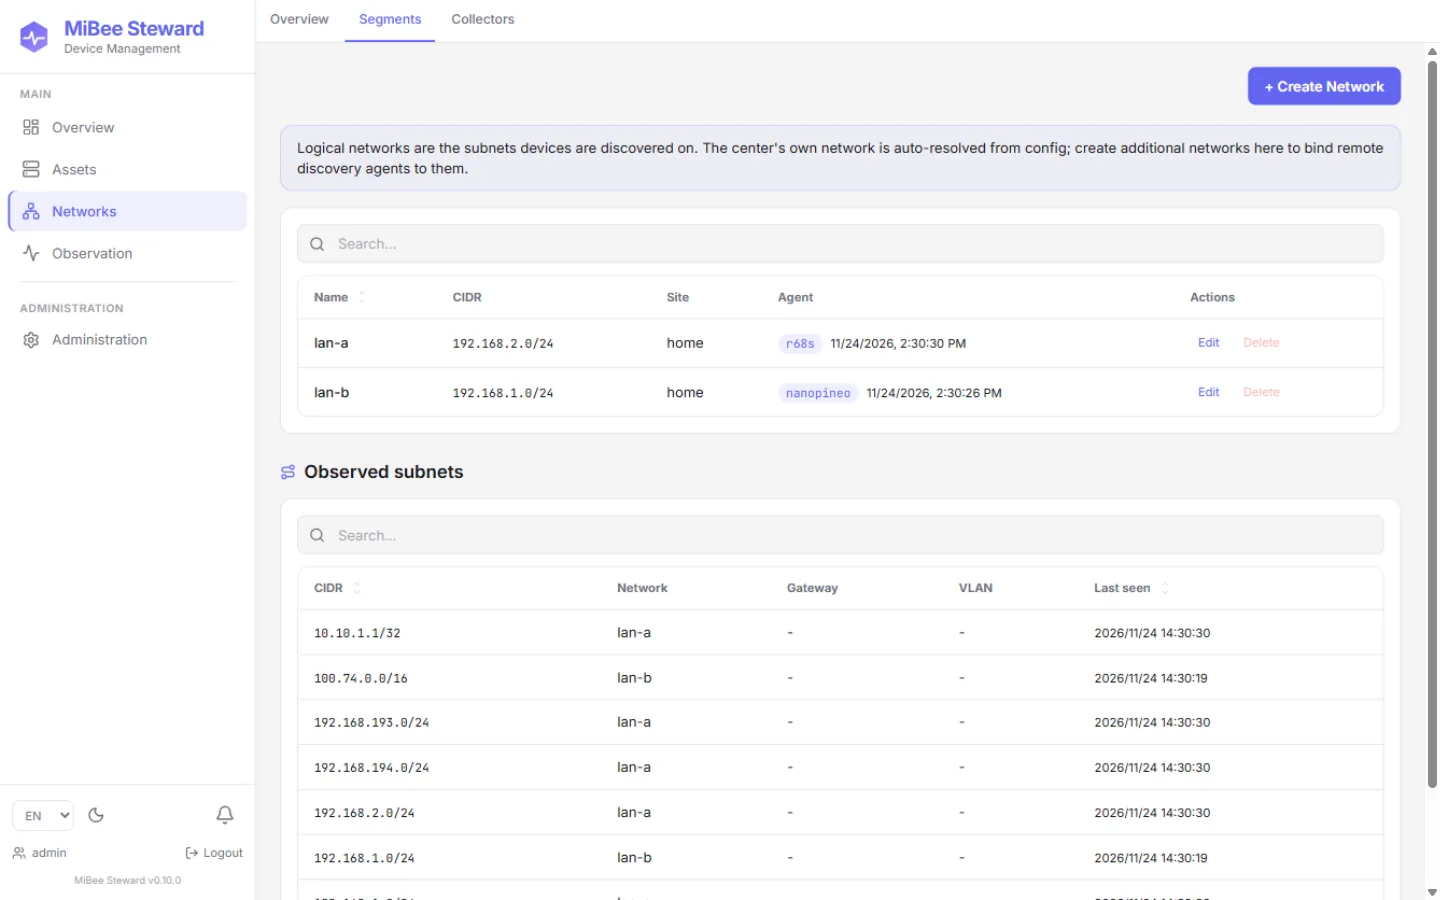 MiBee Steward
Device Management
MAIN
Overview
Assets
Networks
Observation
ADMINISTRATION
Administration
EN
admin
Logout
MiBee Steward v0.10.0
Overview Segments Collectors
+ Create Network
Logical networks are the subnets devices are discovered on. The center's own network is auto-resolved from config; create additional networks here to bind remote
discovery agents to them.
Search...
Name CIDR Site Agent Actions
lan-a 192.168.2.0/24 home r68s 11/24/2026, 2:30:30 PM Edit Delete
lan-b 192.168.1.0/24 home nanopineo 11/24/2026, 2:30:26 PM Edit Delete
Observed subnets
Search...
CIDR Network Gateway VLAN Last seen
10.10.1.1/32 lan-a - - 2026/11/24 14:30:30
100.74.0.0/16 lan-b - - 2026/11/24 14:30:19
192.168.193.0/24 lan-a - - 2026/11/24 14:30:30
192.168.194.0/24 lan-a - - 2026/11/24 14:30:30
192.168.2.0/24 lan-a - - 2026/11/24 14:30:30
192.168.1.0/24 lan-b - - 2026/11/24 14:30:19